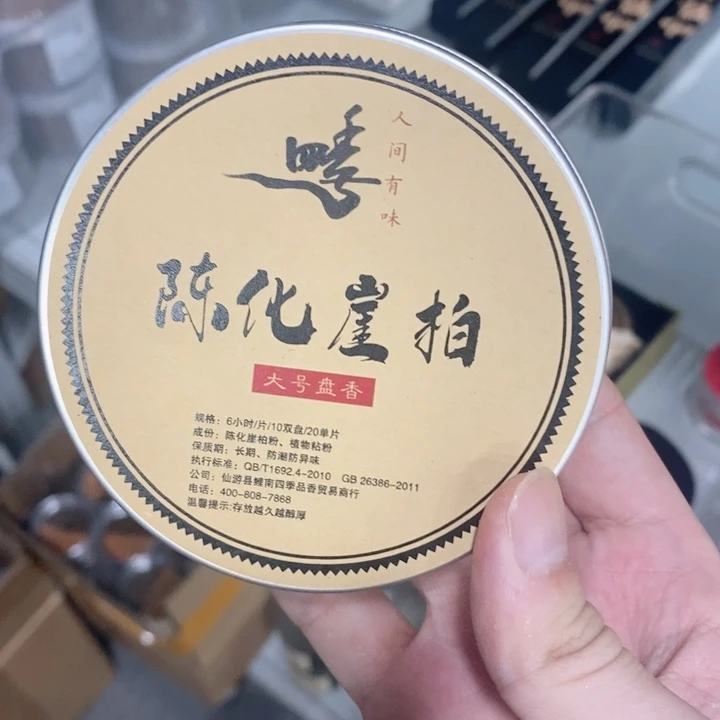 四季
人间有味
陈化崖拍
大号盘香
规格：6小时/片/10双盘/20单片
成份：陈化崖柏粉、植物粘粉
保质期：长期、防潮防异味
执行标准：QB/T1692.4-2010 GB 26386-2011
公司：仙游县鲤南四季品香贸易商行
电话：400-808-7868
温馨提示:存放越久越醇厚